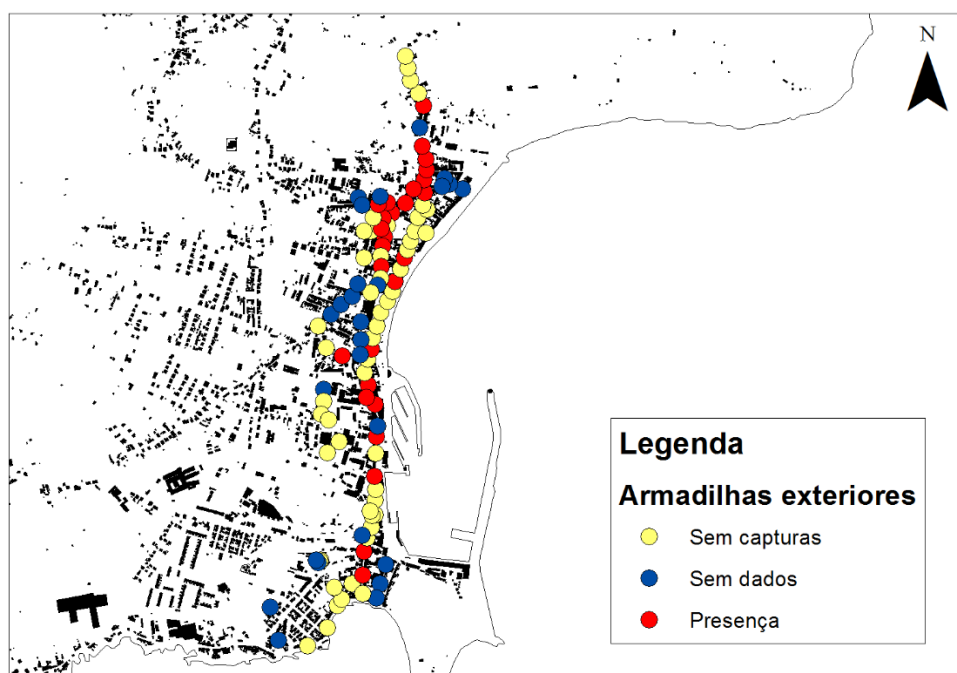 N
Legenda
Armadilhas exteriores
Sem capturas
Sem dados
Presença